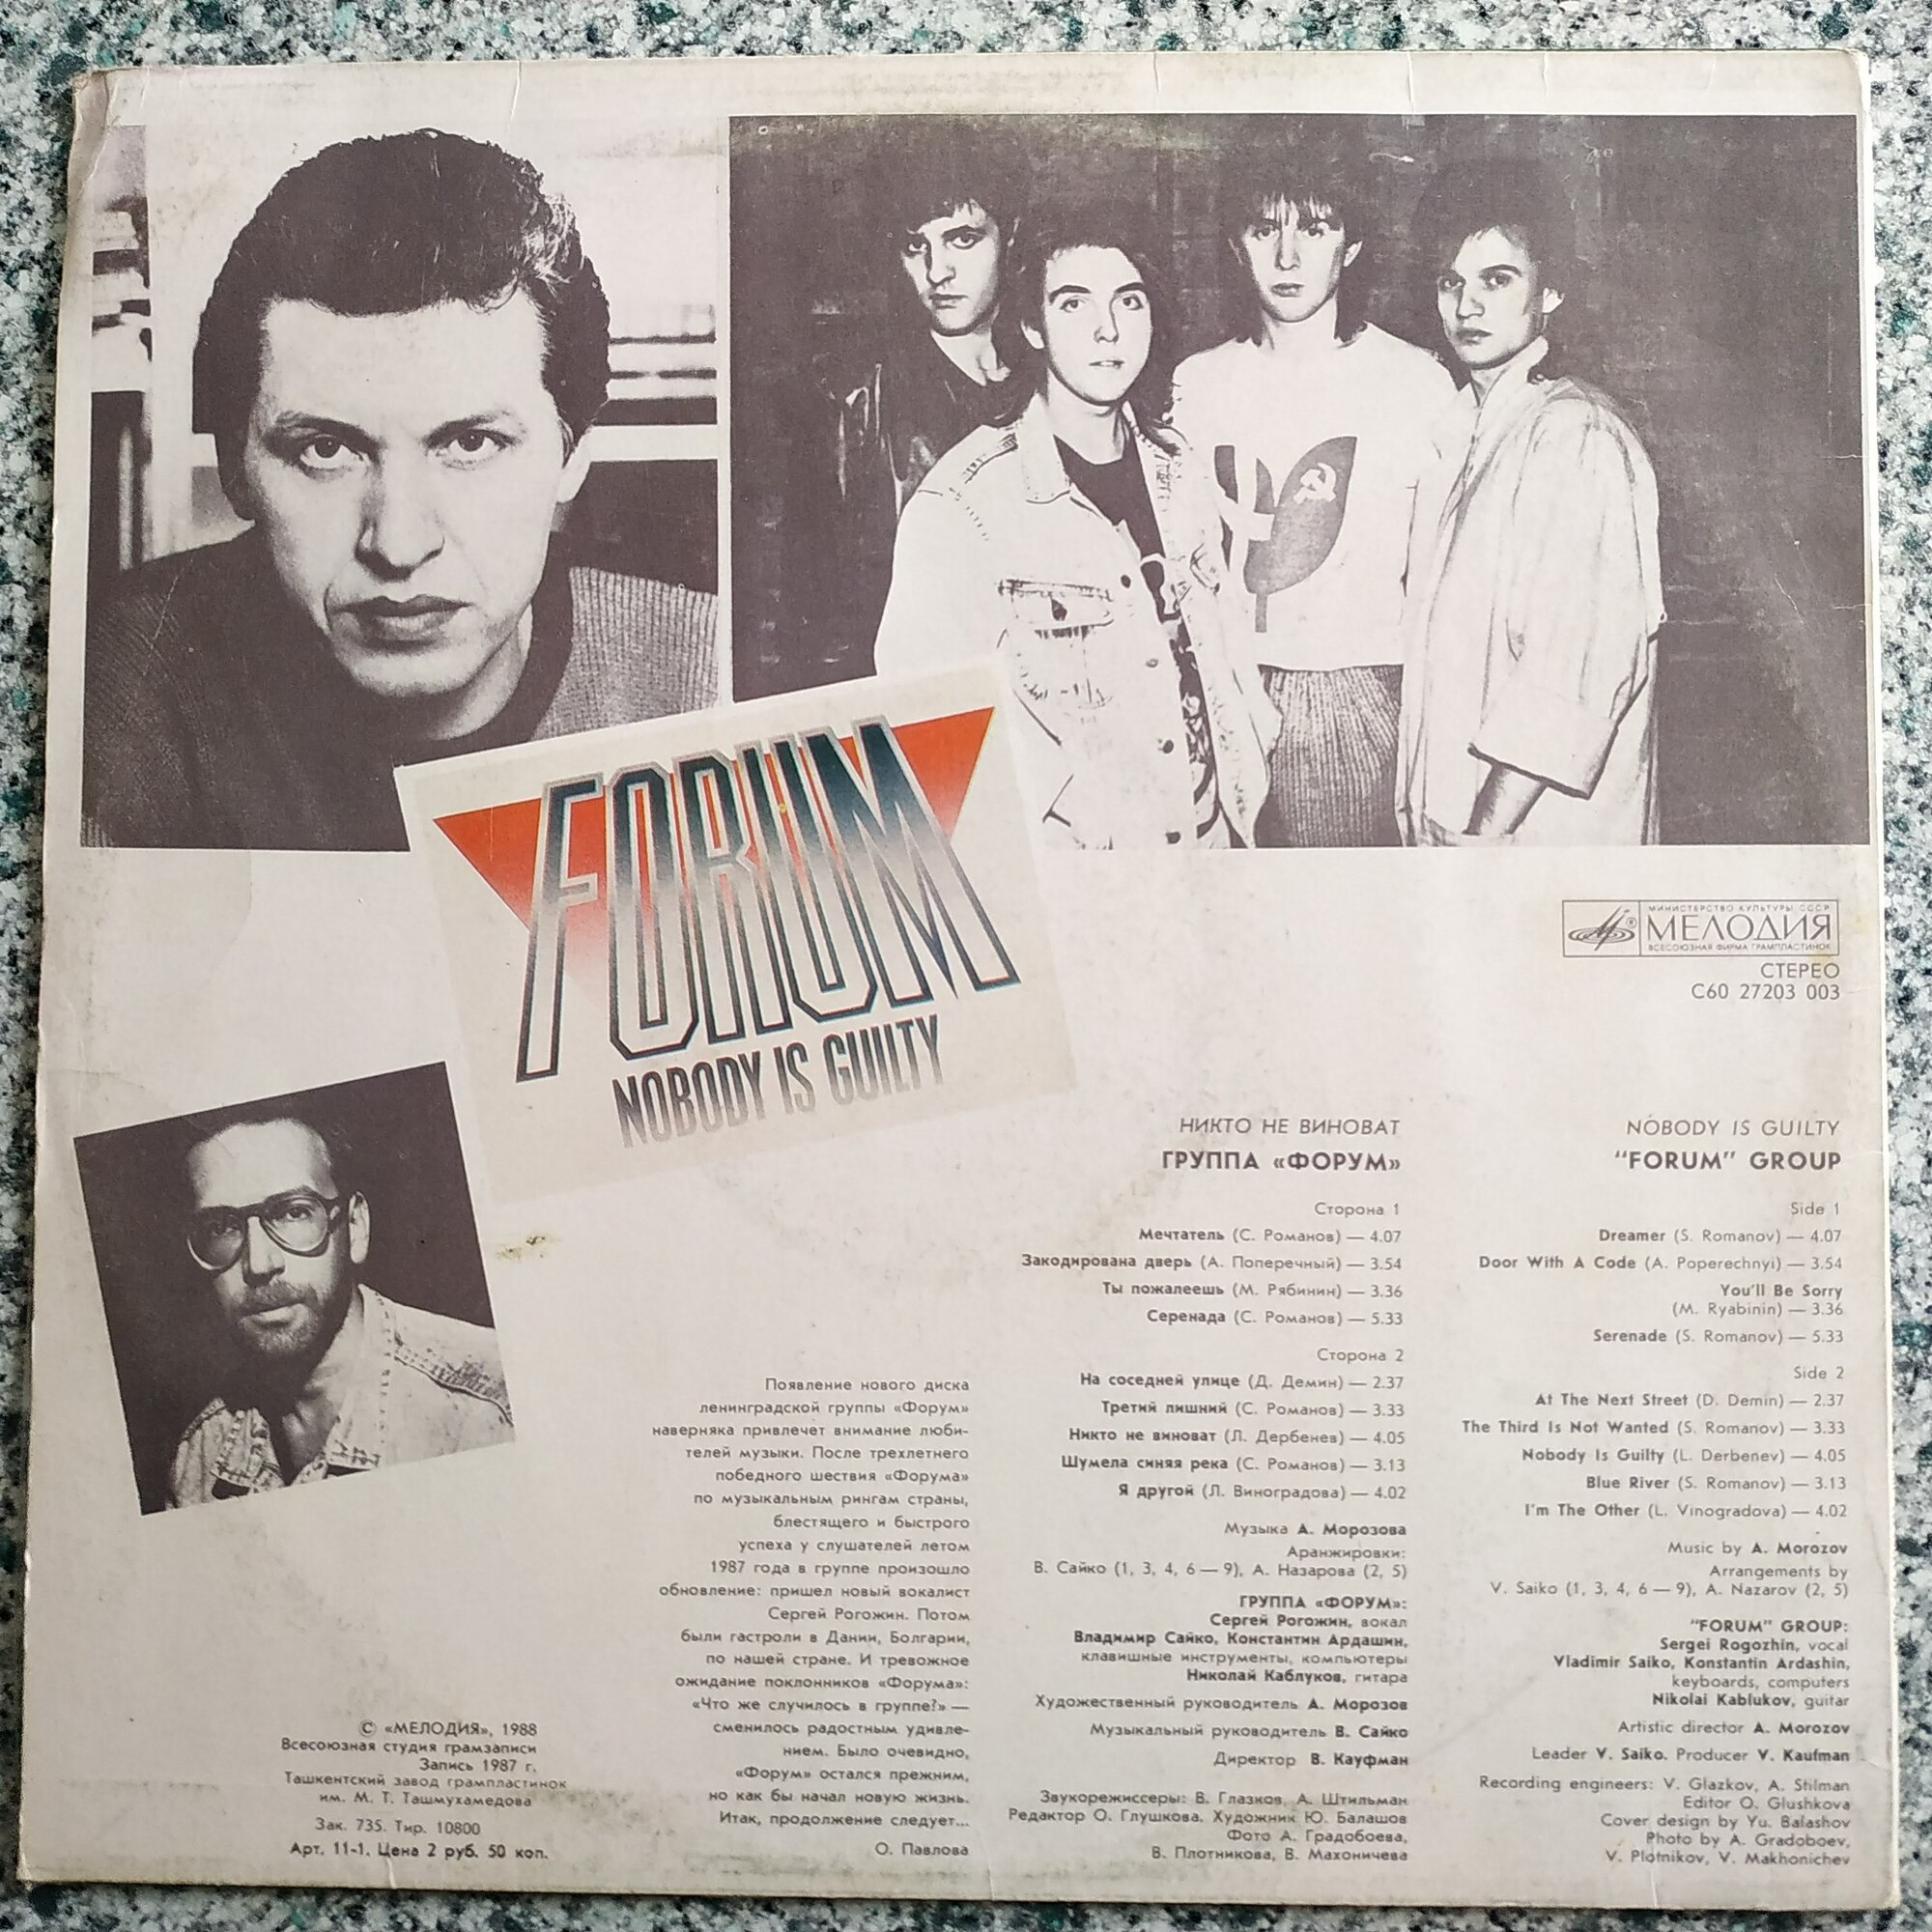 FORUM
NOBODY IS GUILTY
МИНИСТЕРСТВО КУЛЬТУРЫ СССР
МЕЛОДИЯ
ВСЕСОЮЗНАЯ ФИРМА ГРАМПЛАСТИНОК
СТЕРЕО
С60 27203 003
© «МЕЛОДИЯ», 1988
Всесоюзная студия грамзаписи
Запись 1987 г.
Ташкентский завод грампластинок
им. М. Т. Ташмухамедова
Зак. 735. Тир. 10800
Арт. 11-1. Цена 2 руб. 50 коп.
Появление нового диска
ленинградской группы «Форум»
наверняка привлечет внимание люби-
телей музыки. После трехлетнего
победного шествия «Форума»
по музыкальным рингам страны,
блестящего и быстрого
успеха у слушателей летом
1987 года в группе произошло
обновление: пришел новый вокалист
Сергей Рогожин. Потом
были гастроли в Дании, Болгарии,
по нашей стране. И тревожное
ожидание поклонников «Форума»:
«Что же случилось в группе?» —
сменилось радостным удивле-
нием. Было очевидно,
«Форум» остался прежним,
но как бы начал новую жизнь.
Итак, продолжение следует...
О. Павлова
НИКТО НЕ ВИНОВАТ
ГРУППА «ФОРУМ»
Сторона 1
Мечтатель (С. Романов) — 4.07
Закодирована дверь (А. Поперечный) — 3.54
Ты пожалеешь (М. Рябинин) — 3.36
Серенада (С. Романов) — 5.33
Сторона 2
На соседней улице (Д. Демин) — 2.37
Третий лишний (С. Романов) — 3.33
Никто не виноват (Л. Дербенев) — 4.05
Шумела синяя река (С. Романов) — 3.13
Я другой (Л. Виноградова) — 4.02
Музыка А. Морозова
Аранжировки:
В. Сайко (1, 3, 4, 6 — 9), А. Назарова (2, 5)
ГРУППА «ФОРУМ»:
Сергей Рогожин, вокал
Владимир Сайко, Константин Ардашин,
клавишные инструменты, компьютеры
Николай Каблуков, гитара
Художественный руководитель А. Морозов
Музыкальный руководитель В. Сайко
Директор В. Кауфман
Звукорежиссеры: В. Глазков, А. Штильман
Редактор О. Глушкова. Художник Ю. Балашов
Фото А. Градобоева,
В. Плотникова, В. Махоничева
NOBODY IS GUILTY
“FORUM” GROUP
Side 1
Dreamer (S. Romanov) — 4.07
Door With A Code (A. Poperechnyi) — 3.54
You'll Be Sorry
(M. Ryabinin) — 3.36
Serenade (S. Romanov) — 5.33
Side 2
At The Next Street (D. Demin) — 2.37
The Third Is Not Wanted (S. Romanov) — 3.33
Nobody Is Guilty (L. Derbenev) — 4.05
Blue River (S. Romanov) — 3.13
I'm The Other (L. Vinogradova) — 4.02
Music by A. Morozov
Arrangements by
V. Saiko (1, 3, 4, 6 — 9), A. Nazarov (2, 5)
“FORUM” GROUP:
Sergei Rogozhin, vocal
Vladimir Saiko, Konstantin Ardashin,
keyboards, computers
Nikolai Kablukov, guitar
Artistic director A. Morozov
Leader V. Saiko. Producer V. Kaufman
Recording engineers: V. Glazkov, A. Stilman
Editor O. Glushkova
Cover design by Yu. Balashov
Photo by A. Gradoboev,
V. Plotnikov, V. Makhonichev